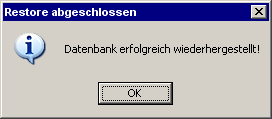 Restore abgeschlossen
Datenbank erfolgreich wiederhergestellt!
OK